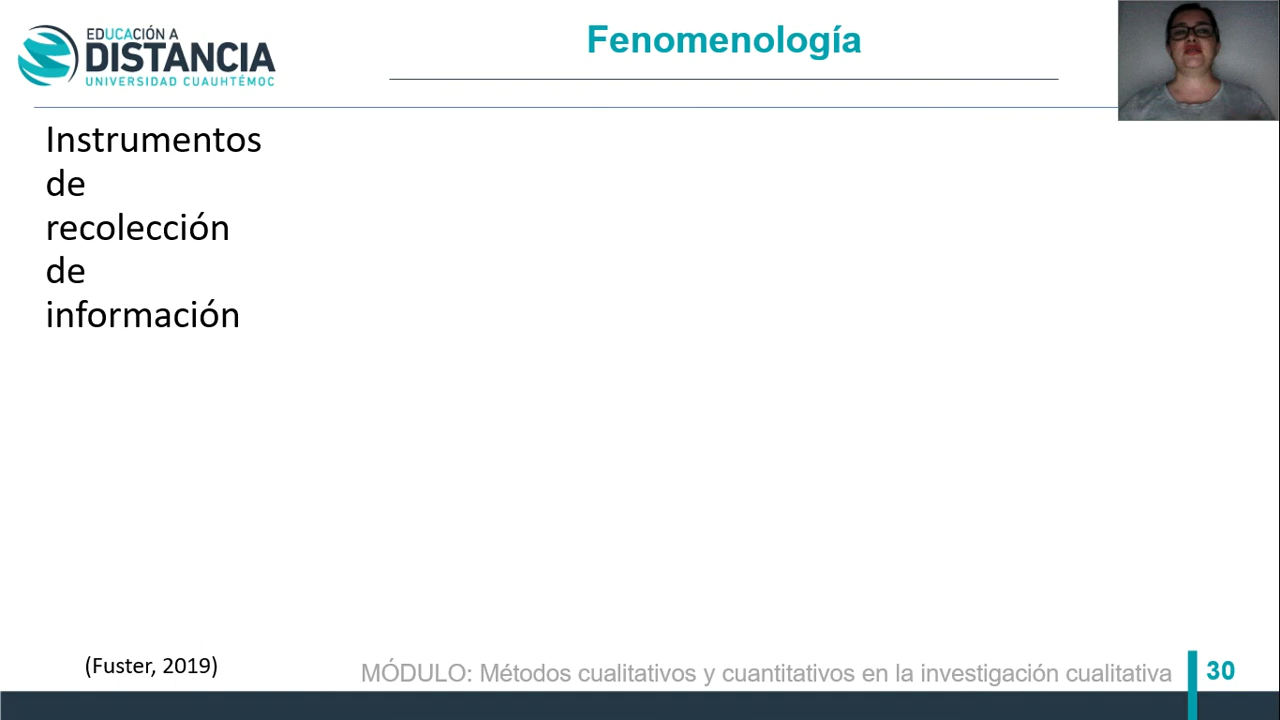 EDUCACIÓN A
DISTANCIA
UNIVERSIDAD CUAUHTÉMOC
Fenomenología
Instrumentos
de
recolección
de
información
(Fuster, 2019)
MÓDULO: Métodos cualitativos y cuantitativos en la investigación cualitativa
30